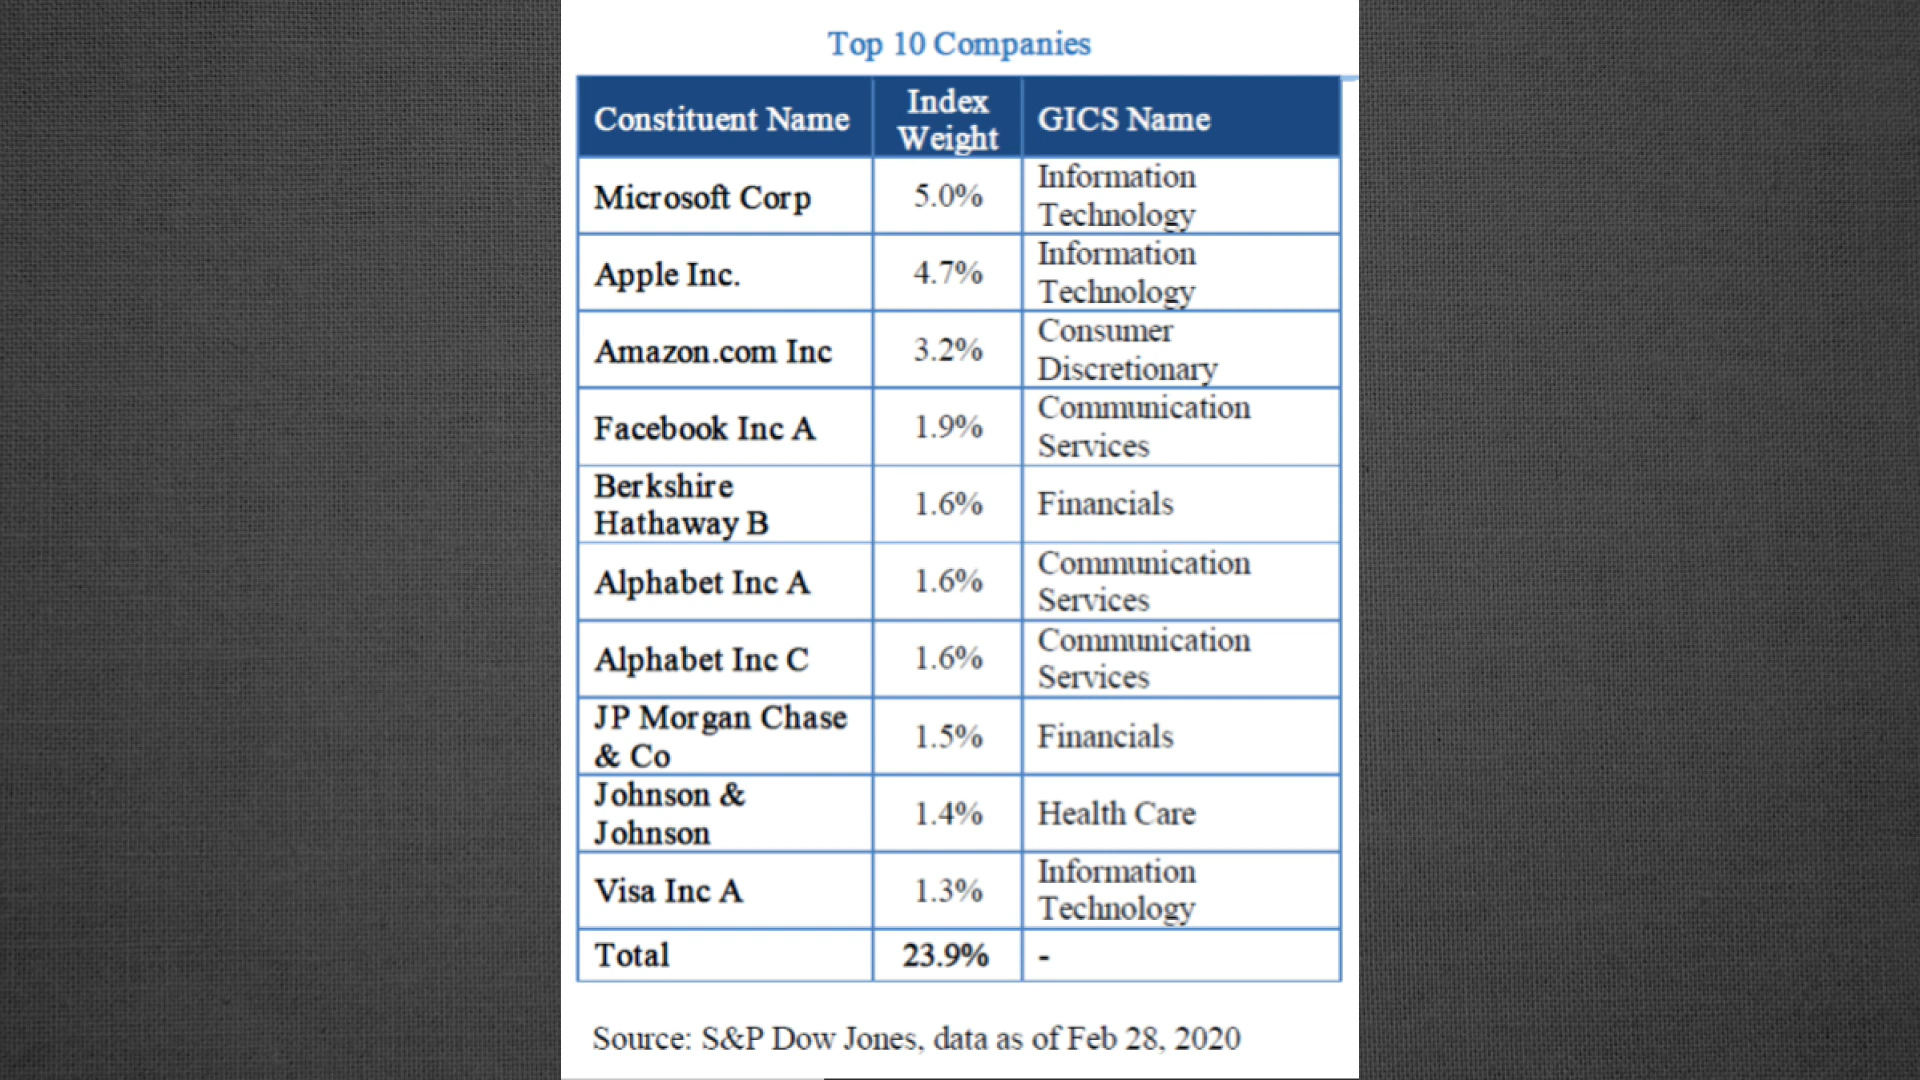 Top 10 Companies
Constituent Name
Index
Weight
GICS Name
Microsoft Corp
5.0%
Information
Technology
Apple Inc.
4.7%
Information
Technology
Amazon.com Inc
3.2%
Consumer
Discretionary
Facebook Inc A
1.9%
Communication
Services
Berkshire
Hathaway B
1.6%
Financials
Alphabet Inc A
1.6%
Communication
Services
Alphabet Inc C
1.6%
Communication
Services
JP Morgan Chase
& Co
1.5%
Financials
Johnson &
Johnson
1.4%
Health Care
Visa Inc A
1.3%
Information
Technology
Total
23.9%
-
Source: S&P Dow Jones, data as of Feb 28, 2020